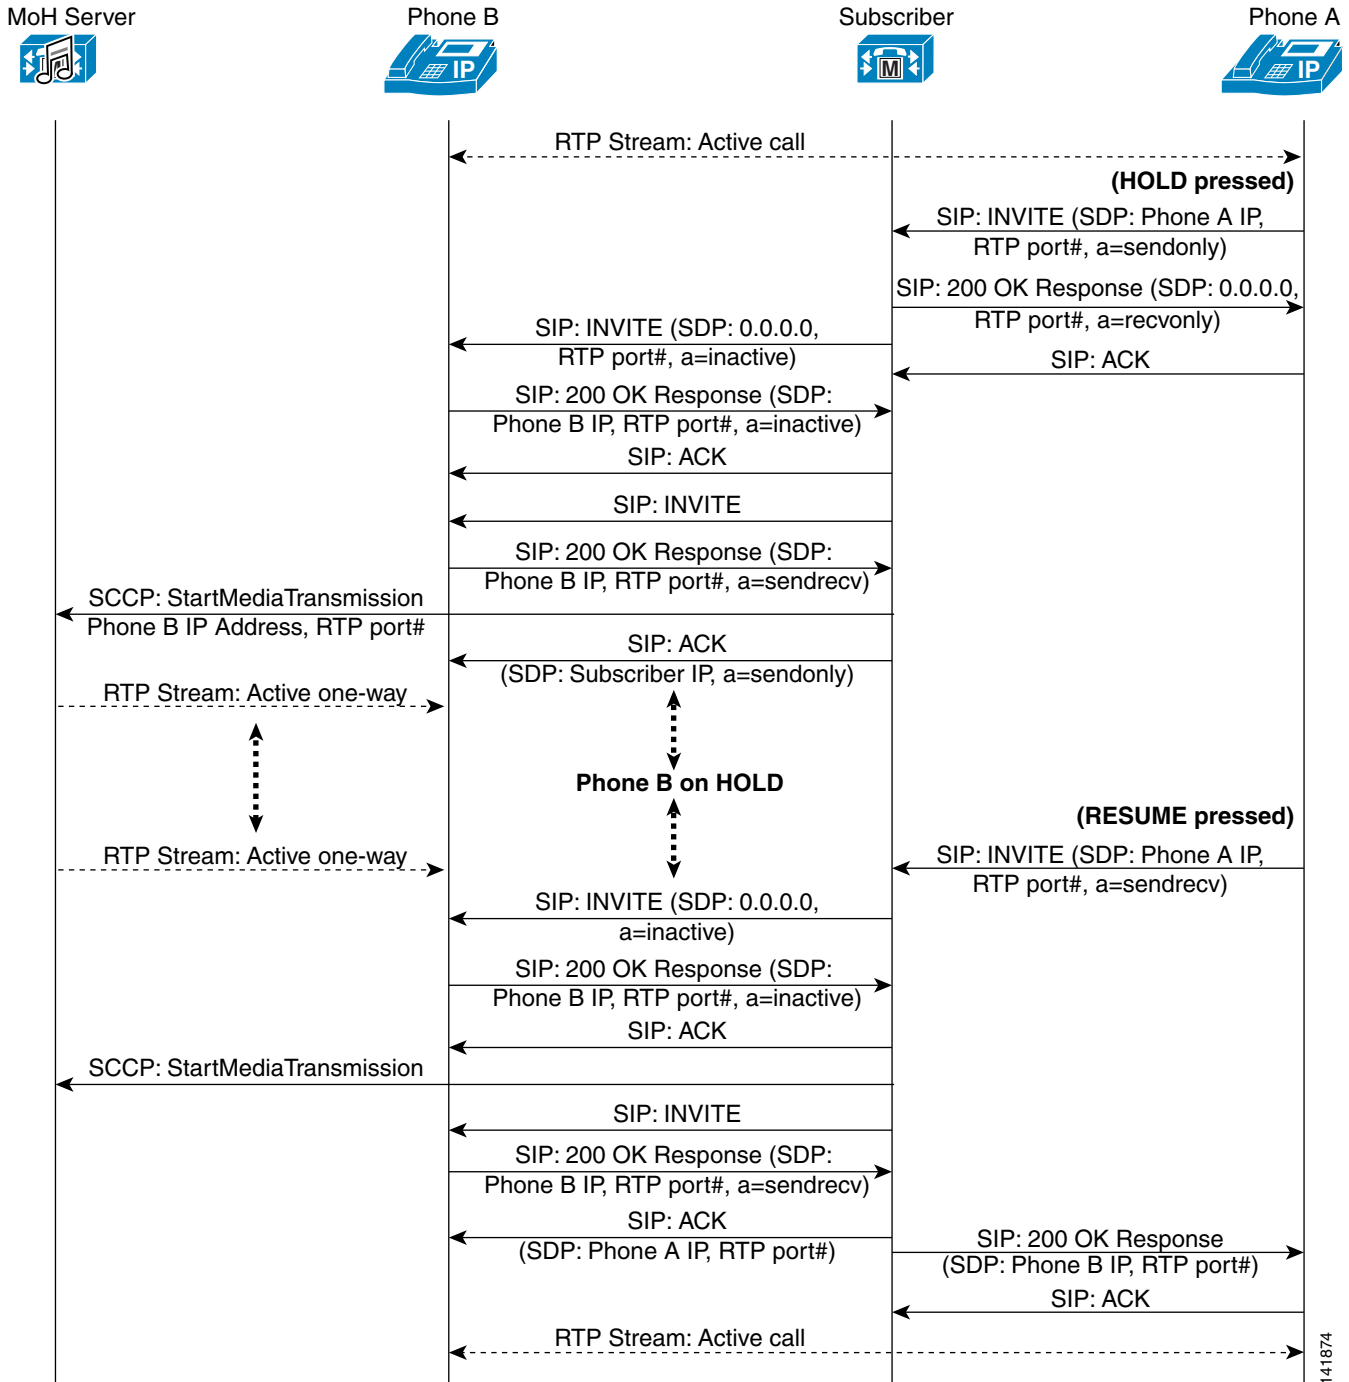 MoH Server
Phone B
Subscriber
Phone A
IP
M
IP
RTP Stream: Active call
(HOLD pressed)
SIP: INVITE (SDP: Phone A IP,
RTP port#, a=sendonly)
SIP: 200 OK Response (SDP: 0.0.0.0,
RTP port#, a=recvonly)
SIP: INVITE (SDP: 0.0.0.0,
RTP port#, a=inactive)
SIP: ACK
SIP: 200 OK Response (SDP:
Phone B IP, RTP port#, a=inactive)
SIP: ACK
SIP: INVITE
SIP: 200 OK Response (SDP:
Phone B IP, RTP port#, a=sendrecv)
SCCP: StartMediaTransmission
Phone B IP Address, RTP port#
SIP: ACK
(SDP: Subscriber IP, a=sendonly)
RTP Stream: Active one-way
Phone B on HOLD
(RESUME pressed)
RTP Stream: Active one-way
SIP: INVITE (SDP: Phone A IP,
RTP port#, a=sendrecv)
SIP: INVITE (SDP: 0.0.0.0,
a=inactive)
SIP: 200 OK Response (SDP:
Phone B IP, RTP port#, a=inactive)
SIP: ACK
SCCP: StartMediaTransmission
SIP: INVITE
SIP: 200 OK Response (SDP:
Phone B IP, RTP port#, a=sendrecv)
SIP: ACK
(SDP: Phone A IP, RTP port#)
SIP: 200 OK Response
(SDP: Phone B IP, RTP port#)
SIP: ACK
RTP Stream: Active call
141874